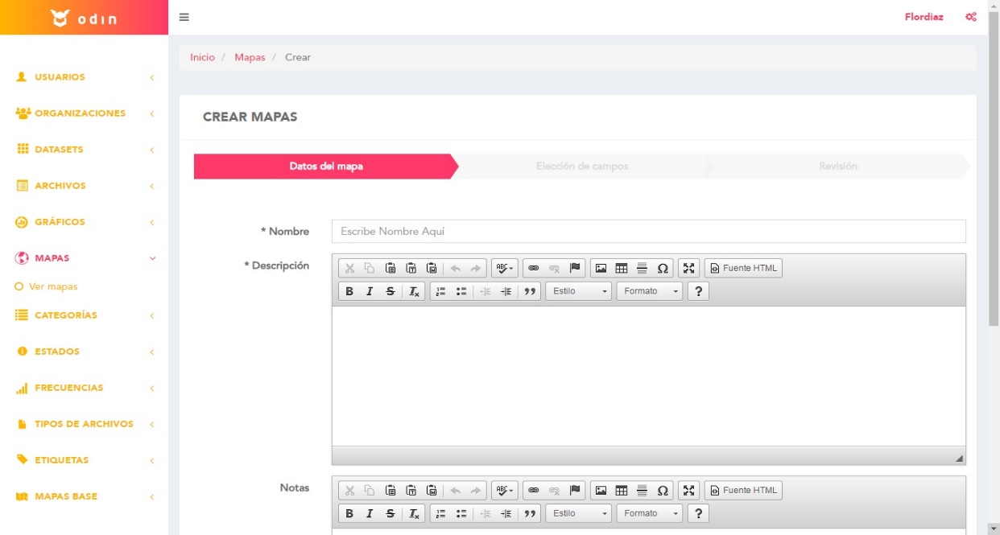 odin
Flordiaz
Inicio / Mapas / Crear
USUARIOS
ORGANIZACIONES
DATASETS
ARCHIVOS
GRÁFICOS
MAPAS
Ver mapas
CATEGORÍAS
ESTADOS
FRECUENCIAS
TIPOS DE ARCHIVOS
ETIQUETAS
MAPAS BASE
CREAR MAPAS
Datos del mapa Elección de campos Revisión
* Nombre Escribe Nombre Aquí
* Descripción
ABC Ω Fuente HTML
B I S Tx Estilo Formato ?
Notas
ABC Ω Fuente HTML
B I S Tx Estilo Formato ?